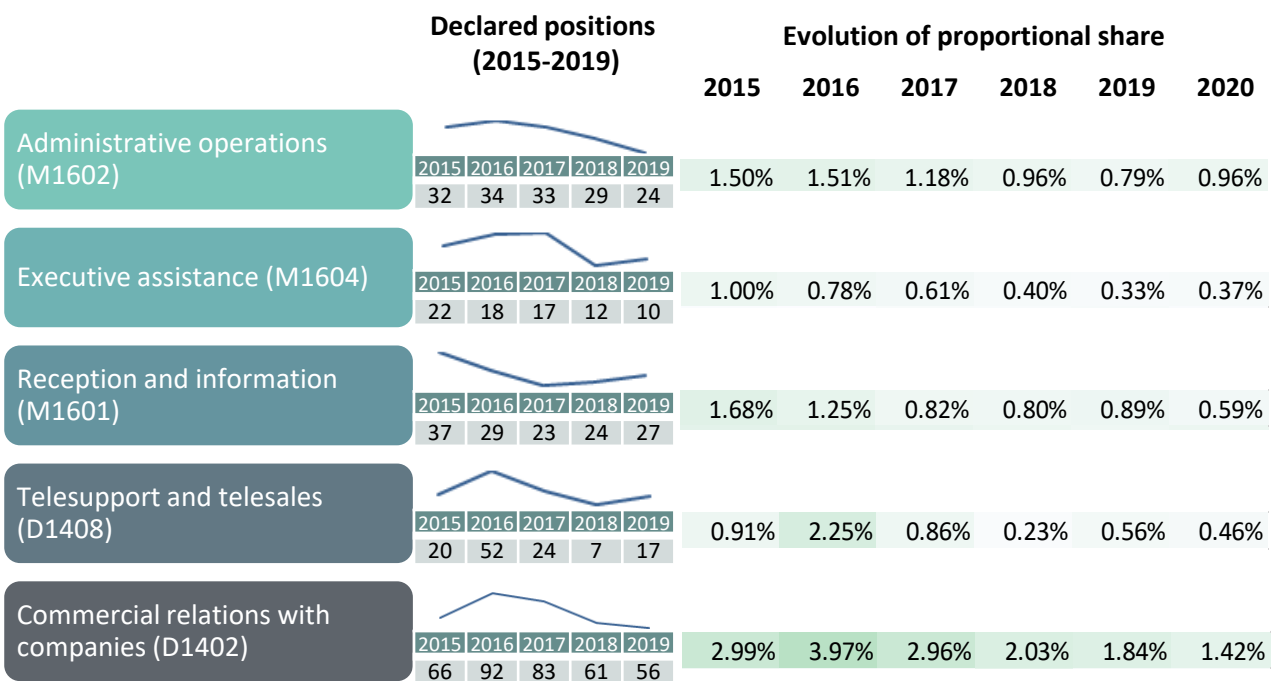 Declared positions
(2015-2019)
Evolution of proportional share
2015 2016 2017 2018 2019 2020
Administrative operations
(M1602)
2015 2016 2017 2018 2019
32 34 33 29 24
1.50% 1.51% 1.18% 0.96% 0.79% 0.96%
Executive assistance (M1604)
2015 2016 2017 2018 2019
22 18 17 12 10
1.00% 0.78% 0.61% 0.40% 0.33% 0.37%
Reception and information
(M1601)
2015 2016 2017 2018 2019
37 29 23 24 27
1.68% 1.25% 0.82% 0.80% 0.89% 0.59%
Telesupport and telesales
(D1408)
2015 2016 2017 2018 2019
20 52 24 7 17
0.91% 2.25% 0.86% 0.23% 0.56% 0.46%
Commercial relations with
companies (D1402)
2015 2016 2017 2018 2019
66 92 83 61 56
2.99% 3.97% 2.96% 2.03% 1.84% 1.42%